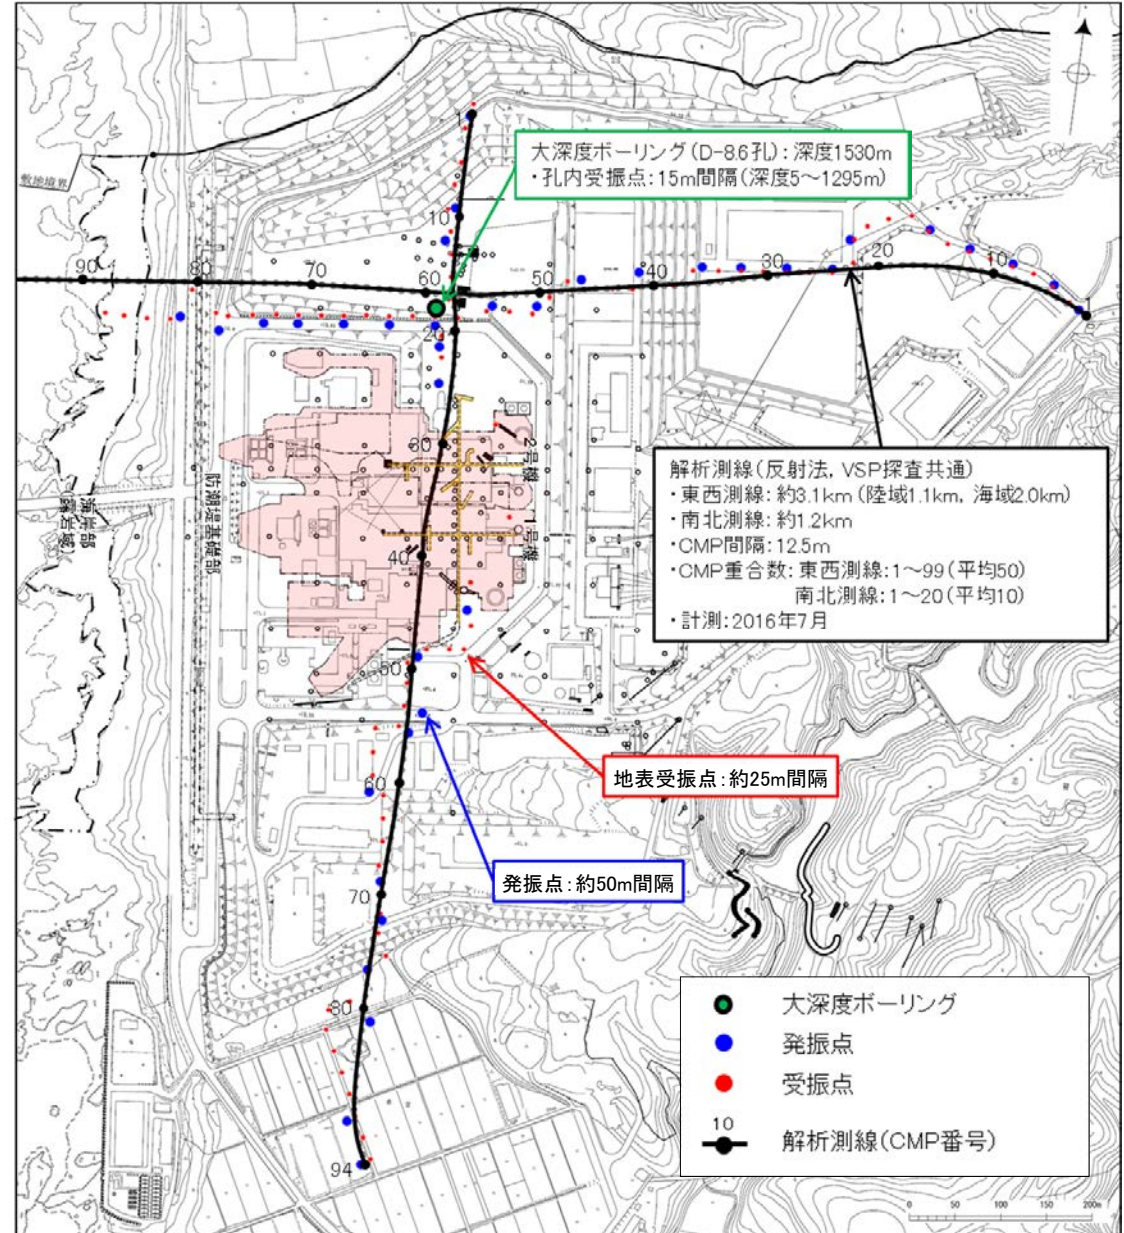 1
大深度ボーリング(D-8.6孔):深度1530m
・孔内受振点:15m間隔(深度5~1295m)
敷地境界
10
90
80
70
60
50
40
30
20
10
1
20
30
2号機
1号機
防潮堤基礎部
海岸部
露岩域
40
50
60
70
80
94
解析測線(反射法, VSP探査共通)
・東西測線:約3.1km(陸域1.1km, 海域2.0km)
・南北測線:約1.2km
・CMP間隔:12.5m
・CMP重合数:東西測線:1~99(平均50)
南北測線:1~20(平均10)
・計測:2016年7月
地表受振点:約25m間隔
発振点:約50m間隔
大深度ボーリング
発振点
受振点
10
解析測線(CMP番号)
0 50 100 150 200m